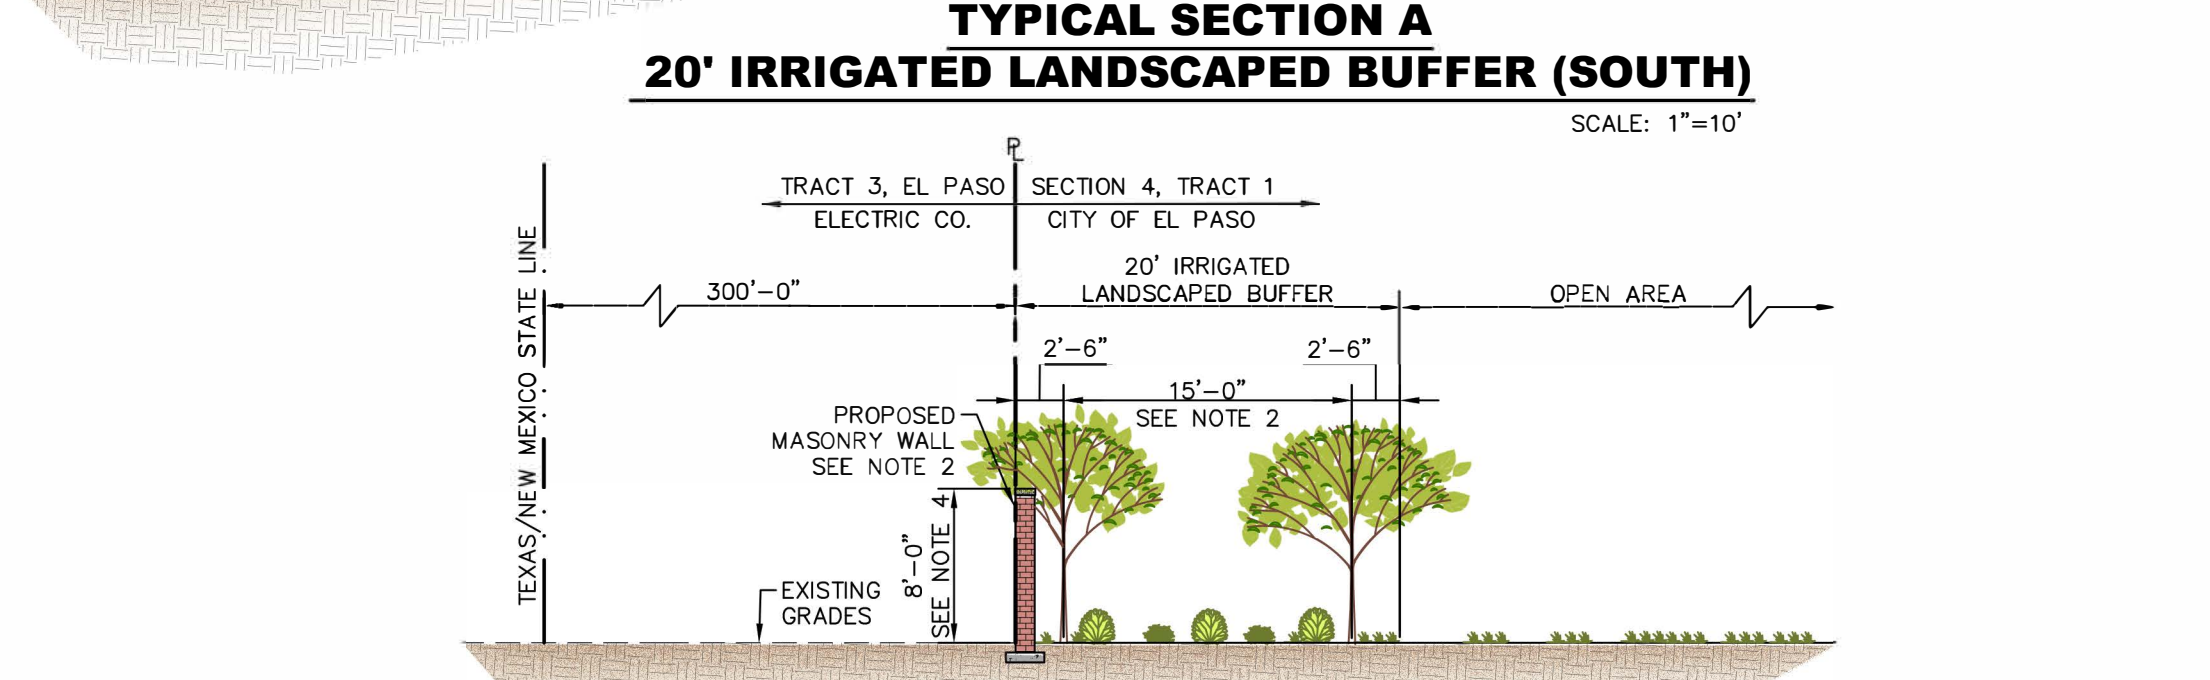 TYPICAL SECTION A
20' IRRIGATED LANDSCAPED BUFFER (SOUTH)
SCALE: 1"=10'
PL
TRACT 3, EL PASO
ELECTRIC CO.
SECTION 4, TRACT 1
CITY OF EL PASO
TEXAS/NEW MEXICO STATE LINE
300'-0"
20' IRRIGATED
LANDSCAPED BUFFER
OPEN AREA
2'-6"
2'-6"
15'-0"
SEE NOTE 2
PROPOSED
MASONRY WALL
SEE NOTE 2
8'-0"
SEE NOTE 4
EXISTING
GRADES